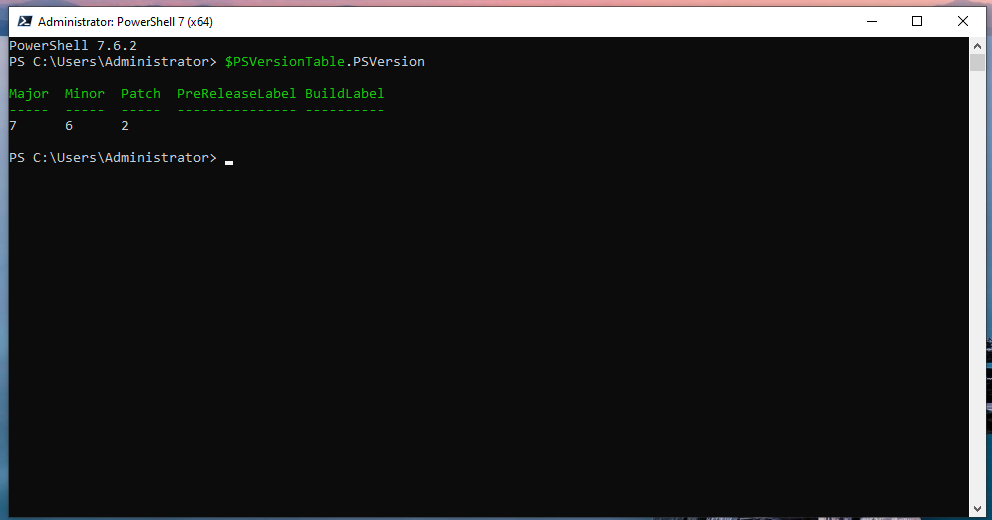 Administrator: PowerShell 7 (x64)
PowerShell 7.6.2
PS C:\Users\Administrator> $PSVersionTable.PSVersion
Major  Minor  Patch  PreReleaseLabel BuildLabel
-----  -----  -----  --------------- ----------
7      6      2
PS C:\Users\Administrator>